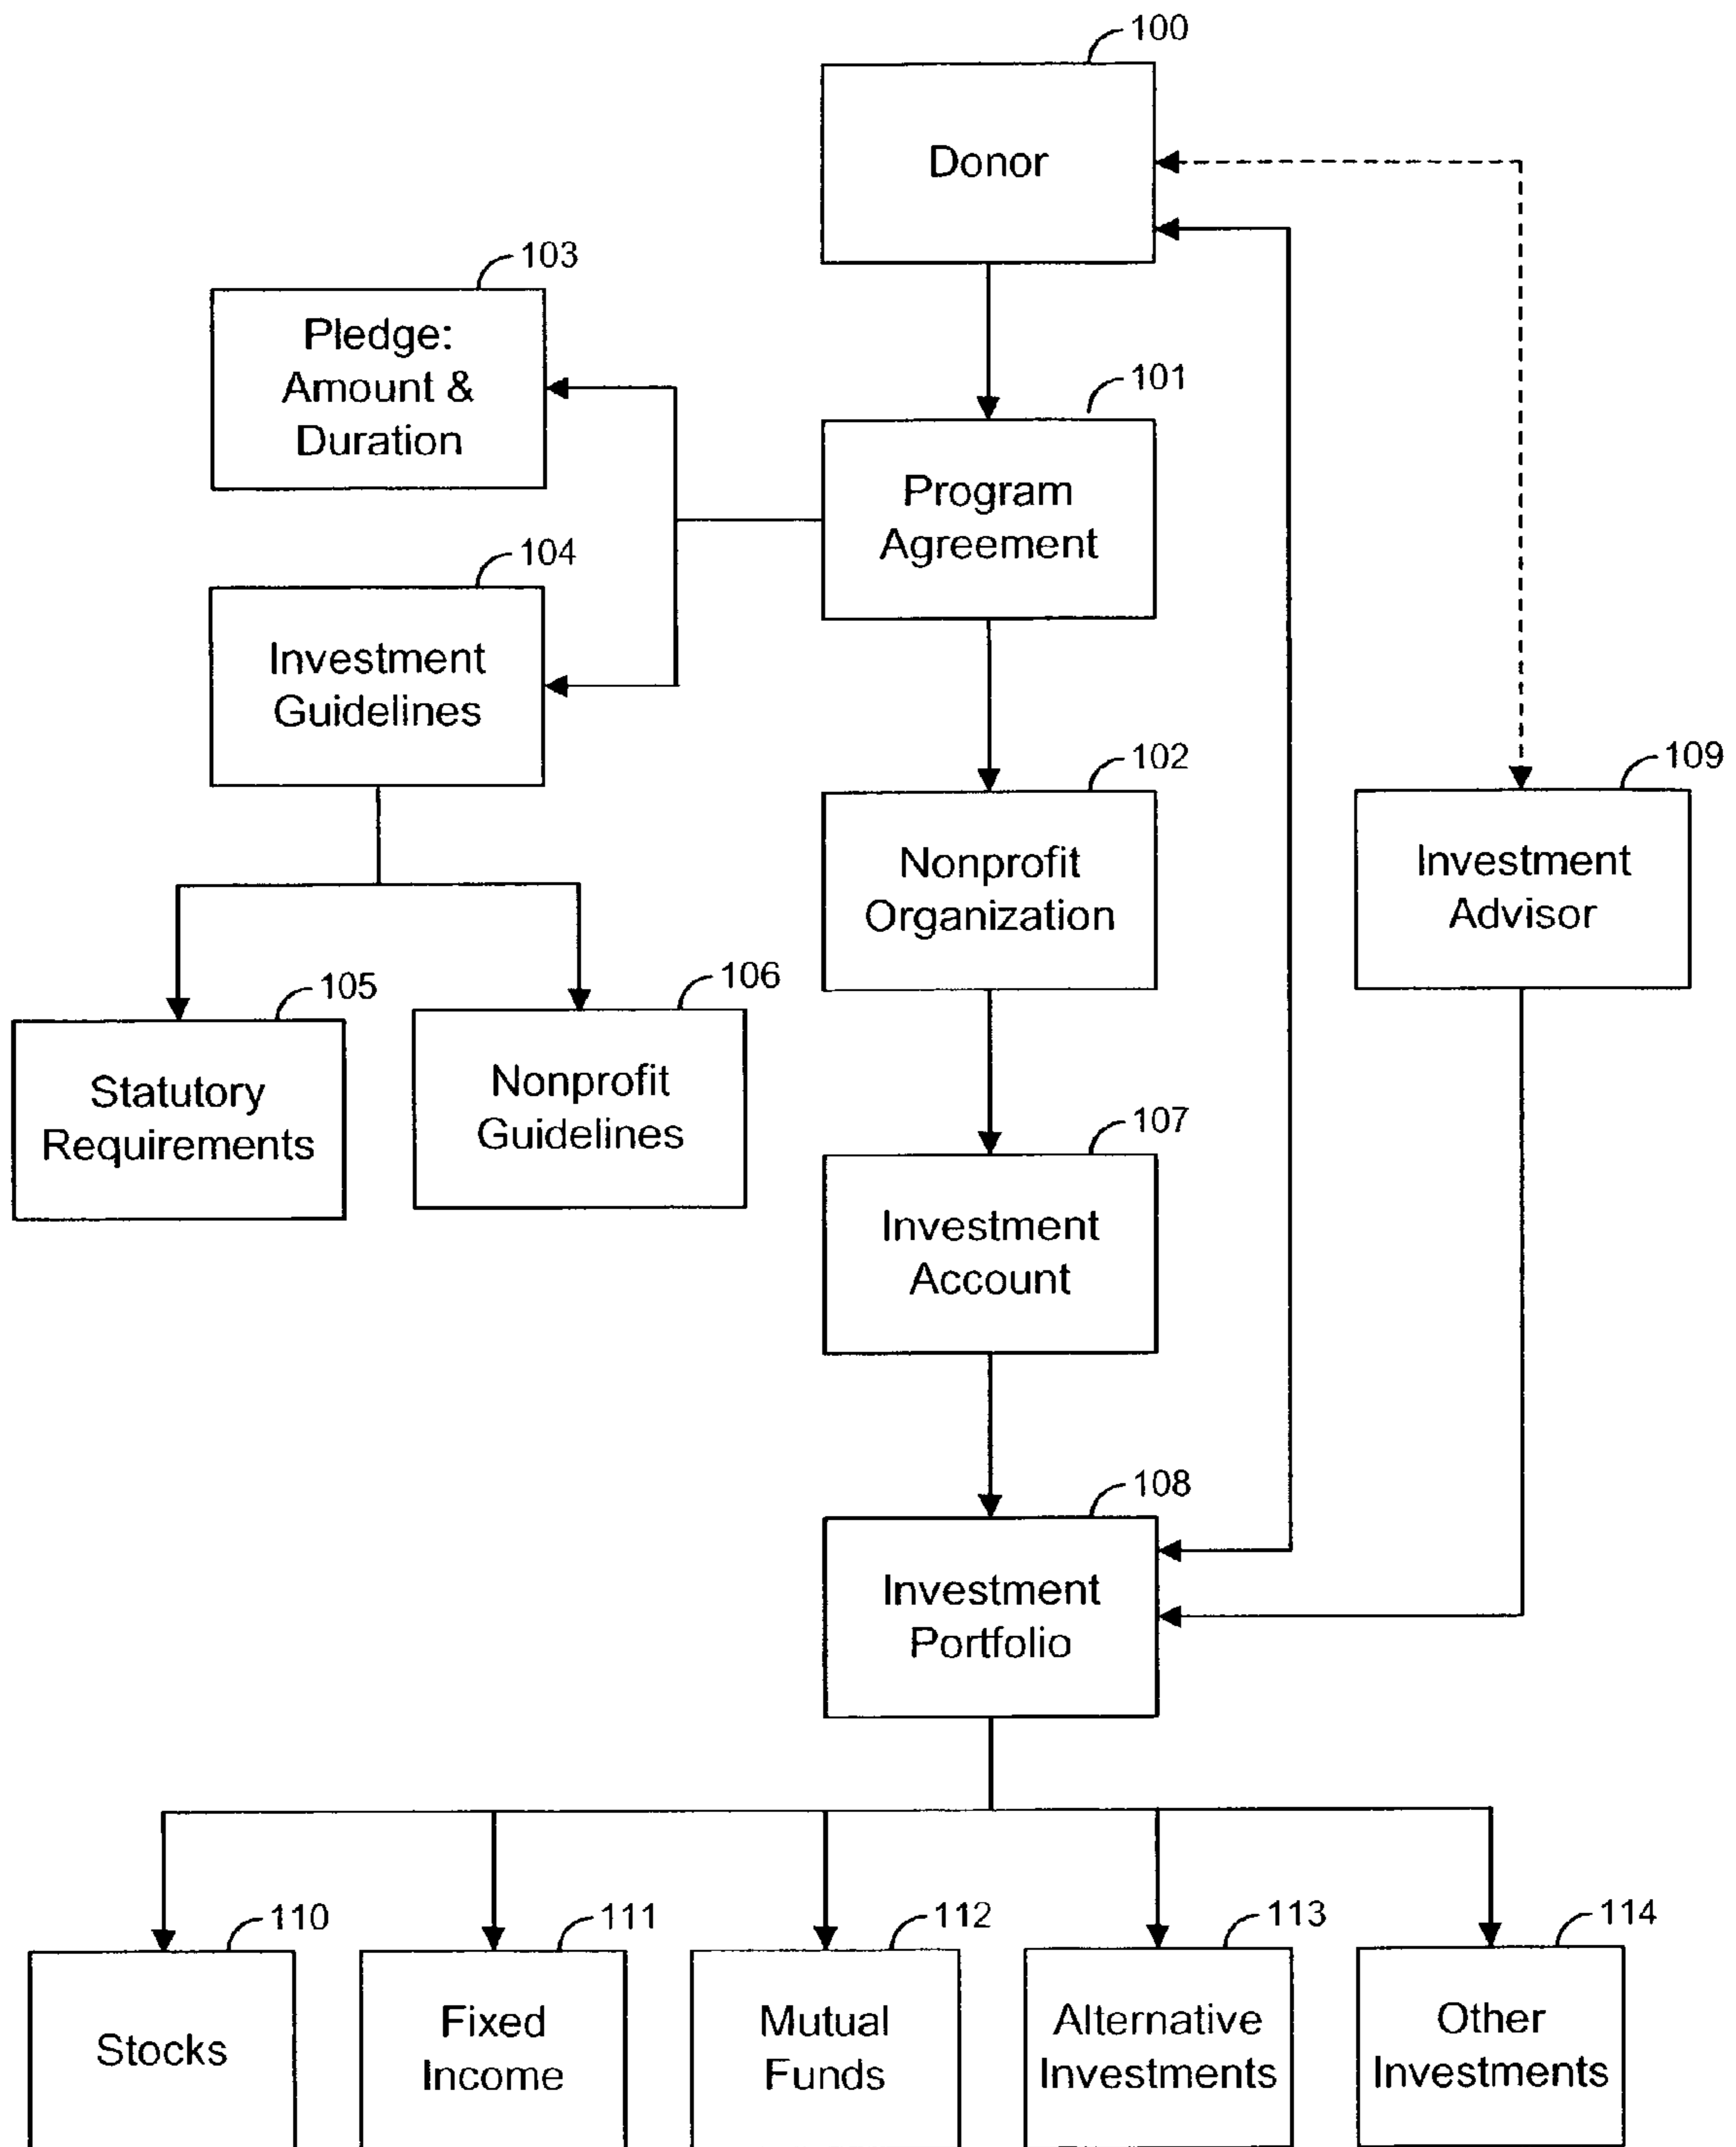 100
Donor
103
Pledge:
Amount &
Duration
101
Program
Agreement
104
Investment
Guidelines
102
Nonprofit
Organization
109
Investment
Advisor
105
Statutory
Requirements
106
Nonprofit
Guidelines
107
Investment
Account
108
Investment
Portfolio
110
Stocks
111
Fixed
Income
112
Mutual
Funds
113
Alternative
Investments
114
Other
Investments